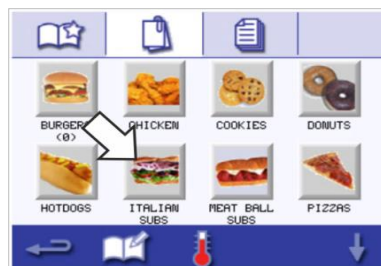 BURGERS CHICKEN COOKIES DONUTS
(0)
HOTDOGS ITALIAN MEAT BALL PIZZAS
SUBS SUBS